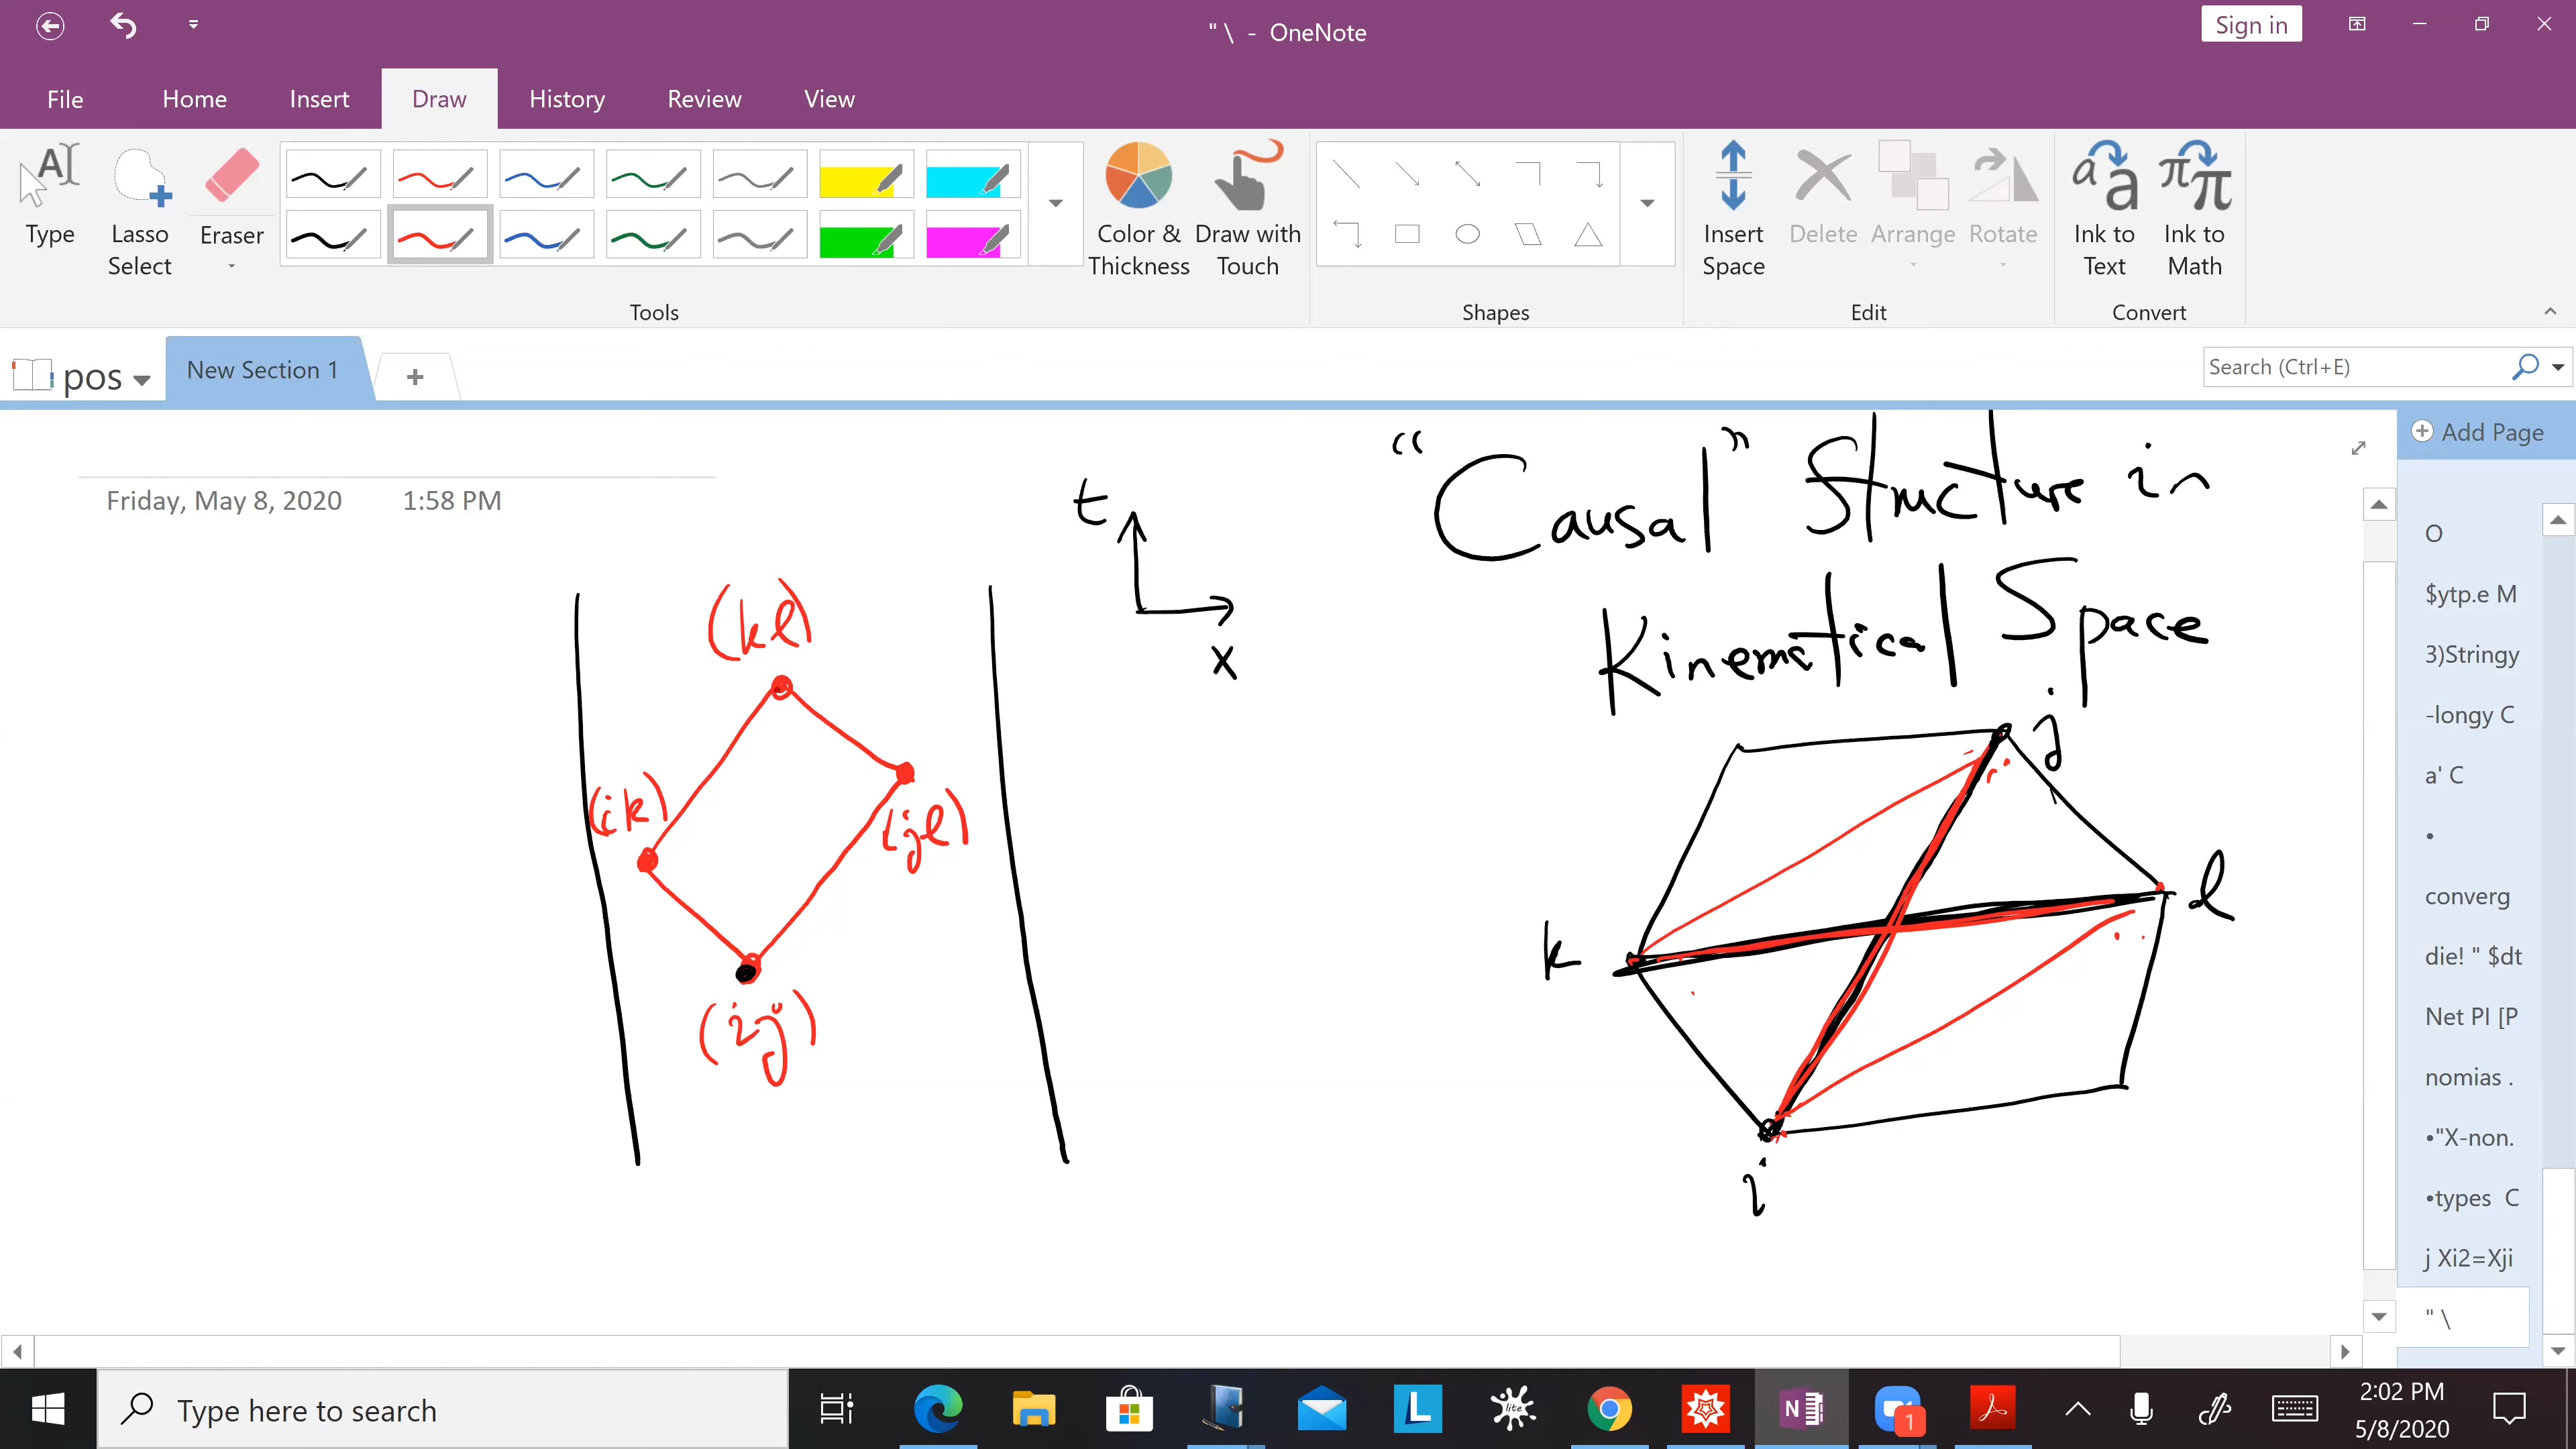 " \ - OneNote
Sign in
File Home Insert Draw History Review View
Type
Lasso Select
Eraser
Color & Thickness
Draw with Touch
Insert Space
Delete
Arrange
Rotate
Ink to Text
Ink to Math
Tools
Shapes
Edit
Convert
pos
New Section 1
+
Search (Ctrl+E)
Friday, May 8, 2020 1:58 PM
t
x
(kl)
(ik)
(jl)
(ij)
"Causal" Structure in
Kinematical Space
j
l
k
i
Add Page
O
$ytp.e M
3)Stringy
-longy C
a' C
•
converg
die! " $dt
Net PI [P
nomias .
•"X-non.
•types C
j Xi2=Xji
" \
Type here to search
L
lite
N
1
2:02 PM
5/8/2020